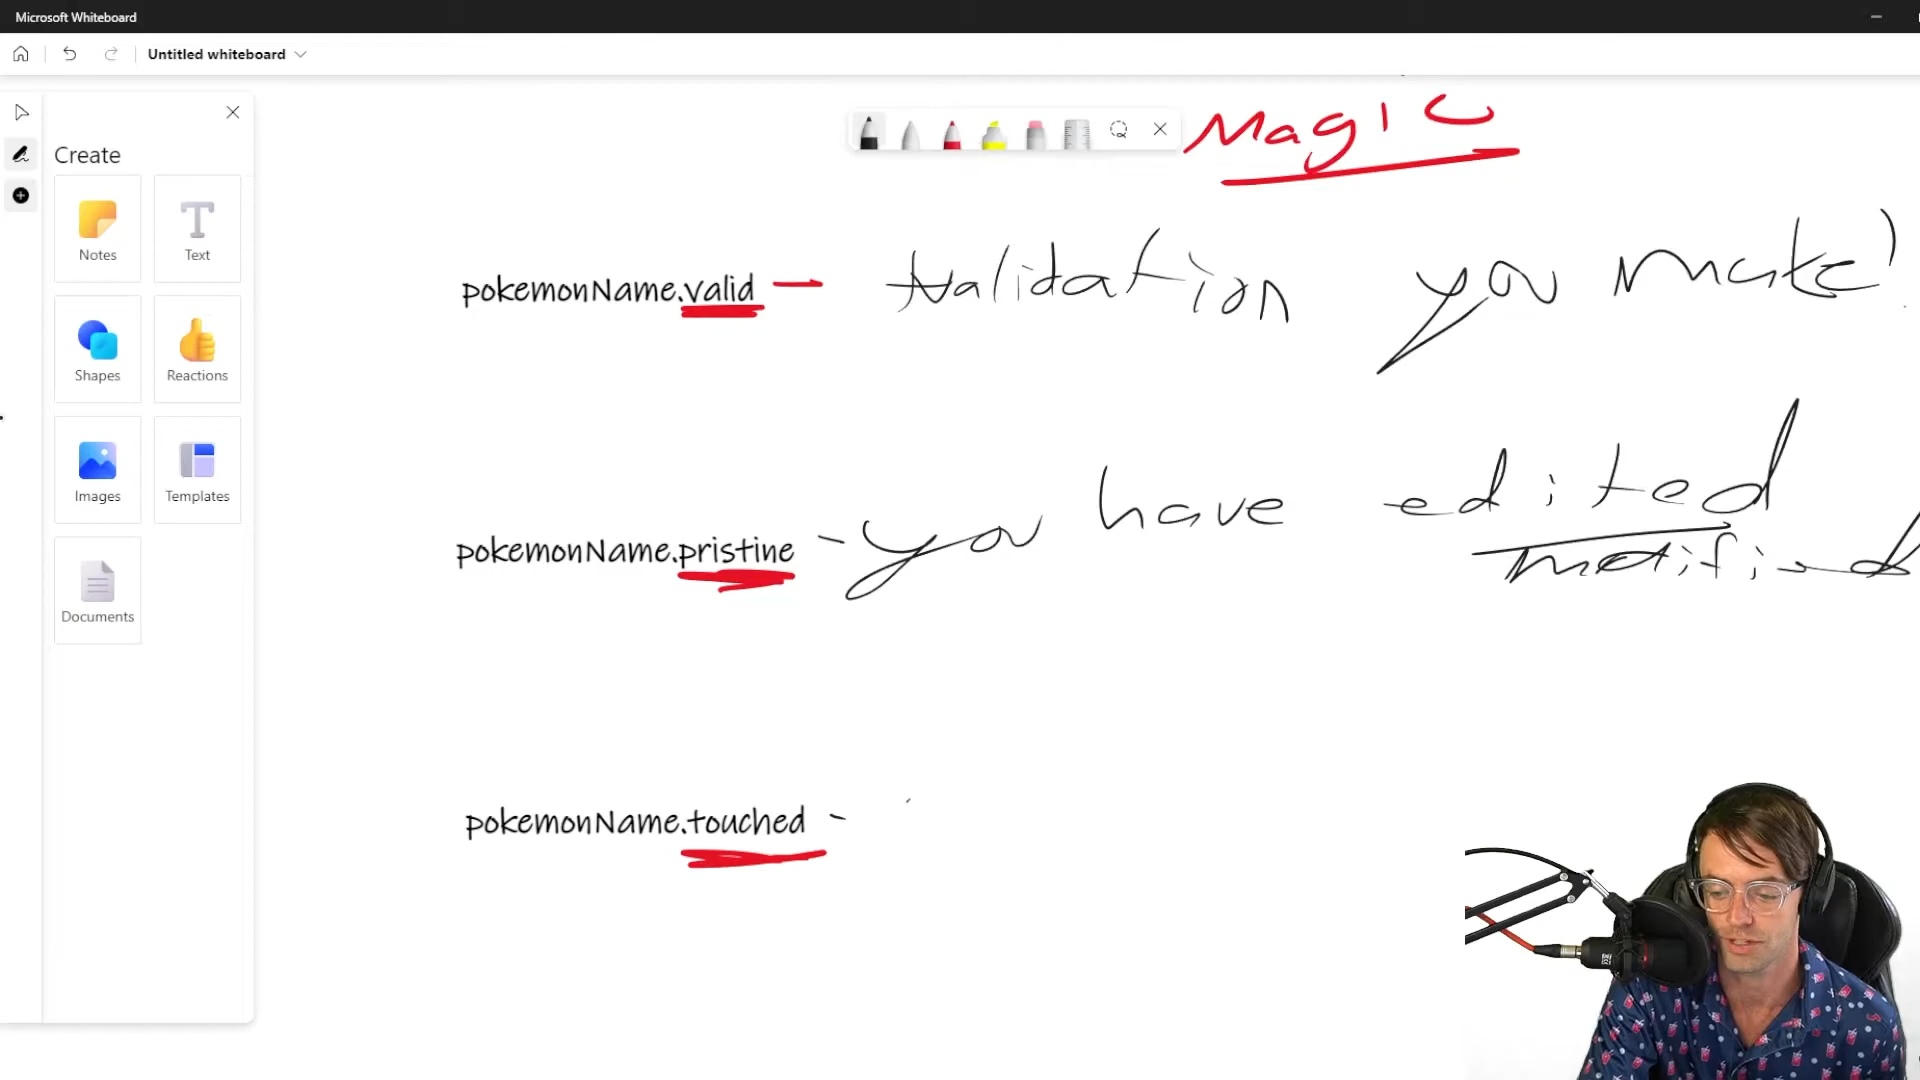 Microsoft Whiteboard
Untitled whiteboard
Create
Magic
Notes
Text
pokemonName.valid - Validation you make!
Shapes
Reactions
Images
Templates
pokemonName.pristine - you have edited
modified
Documents
pokemonName.touched -